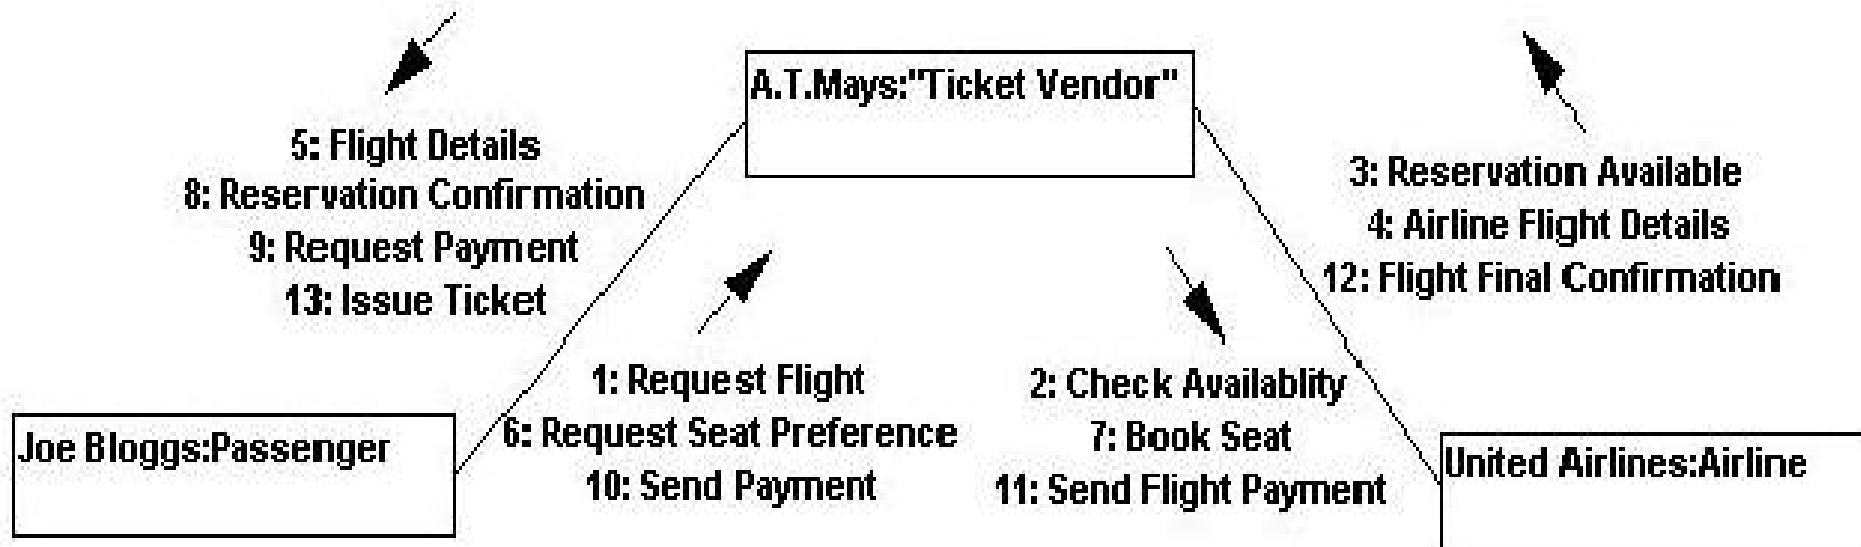 A.T.Mays:"Ticket Vendor"
5: Flight Details
8: Reservation Confirmation
9: Request Payment
13: Issue Ticket
3: Reservation Available
4: Airline Flight Details
12: Flight Final Confirmation
1: Request Flight
6: Request Seat Preference
10: Send Payment
2: Check Availablity
7: Book Seat
11: Send Flight Payment
Joe Bloggs:Passenger
United Airlines:Airline